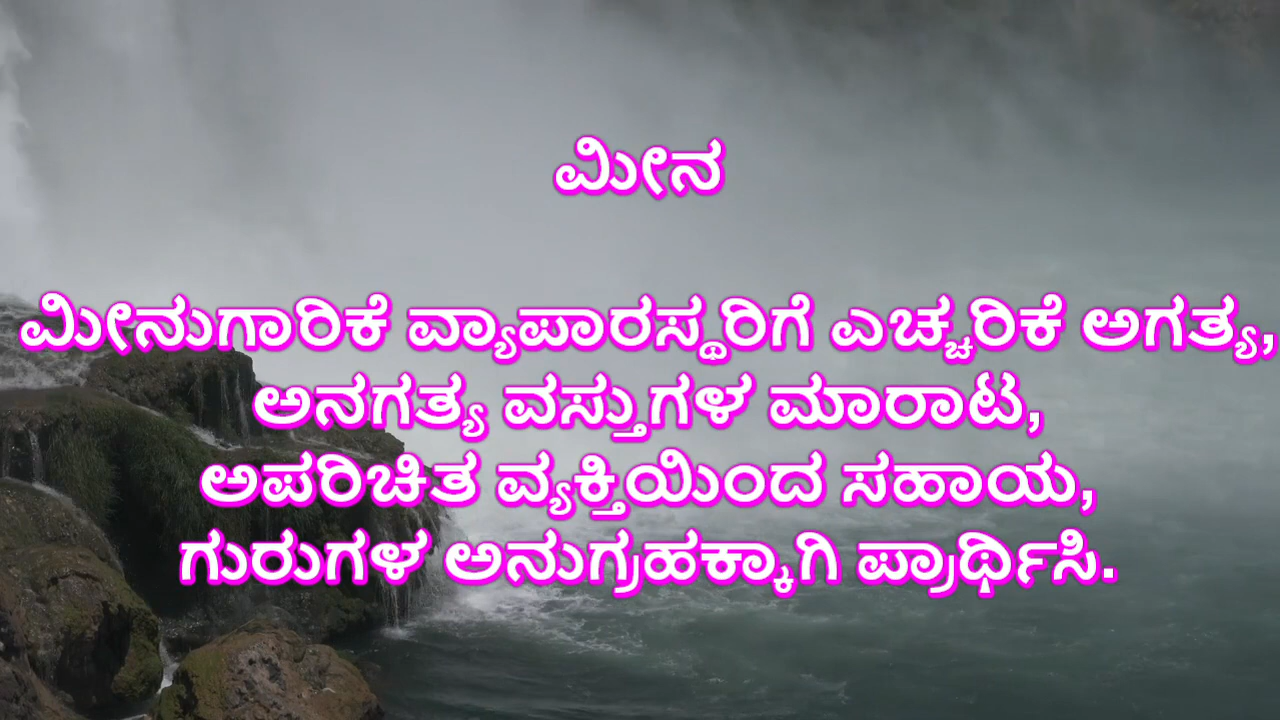 ಮೀನ
ಮೀನುಗಾರಿಕೆ ವ್ಯಾಪಾರಸ್ಥರಿಗೆ ಎಚ್ಚರಿಕೆ ಅಗತ್ಯ,
ಅನಗತ್ಯ ವಸ್ತುಗಳ ಮಾರಾಟ,
ಅಪರಿಚಿತ ವ್ಯಕ್ತಿಯಿಂದ ಸಹಾಯ,
ಗುರುಗಳ ಅನುಗ್ರಹಕ್ಕಾಗಿ ಪ್ರಾರ್ಥಿಸಿ.